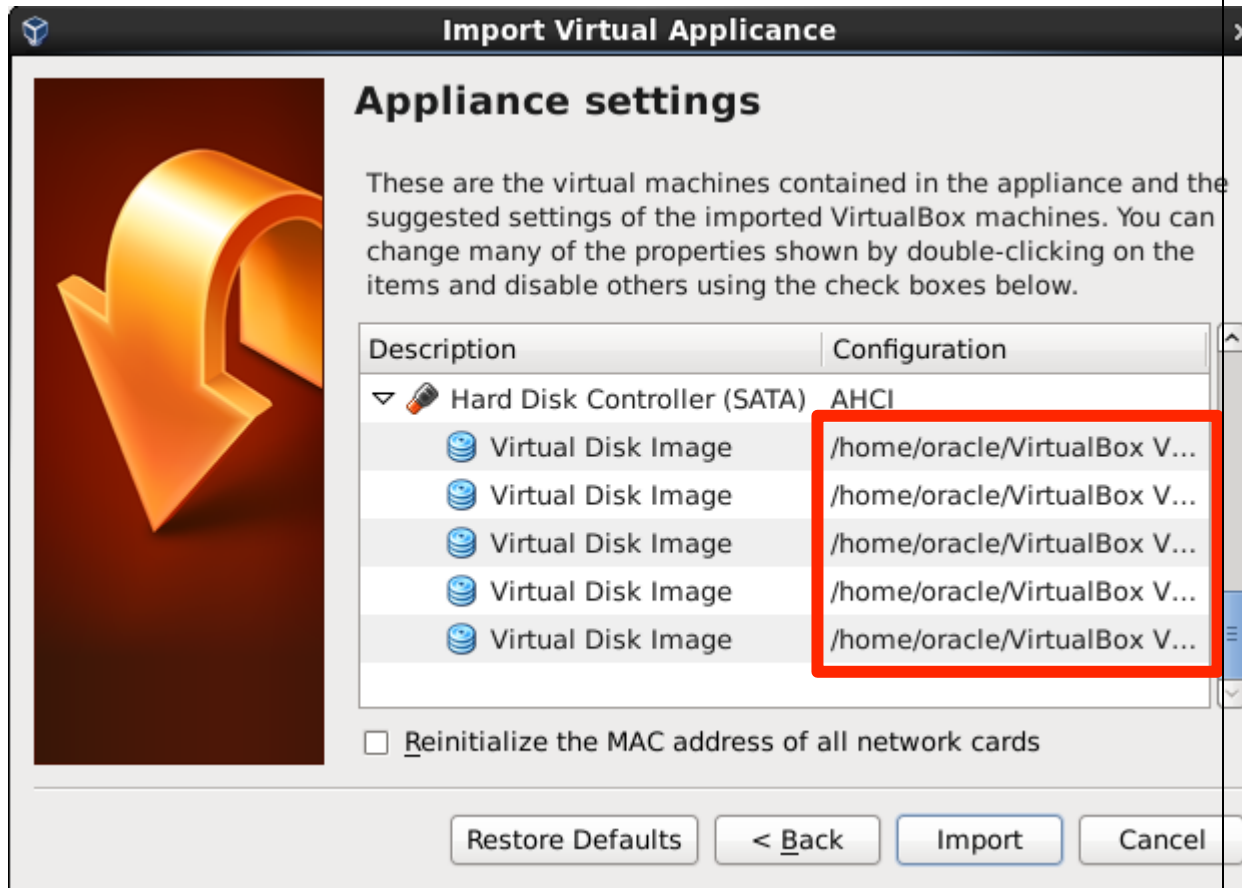 Import Virtual Applicance
Appliance settings
These are the virtual machines contained in the appliance and the
suggested settings of the imported VirtualBox machines. You can
change many of the properties shown by double-clicking on the
items and disable others using the check boxes below.
Description Configuration
Hard Disk Controller (SATA) AHCI
Virtual Disk Image /home/oracle/VirtualBox V...
Virtual Disk Image /home/oracle/VirtualBox V...
Virtual Disk Image /home/oracle/VirtualBox V...
Virtual Disk Image /home/oracle/VirtualBox V...
Virtual Disk Image /home/oracle/VirtualBox V...
Reinitialize the MAC address of all network cards
Restore Defaults < Back Import Cancel